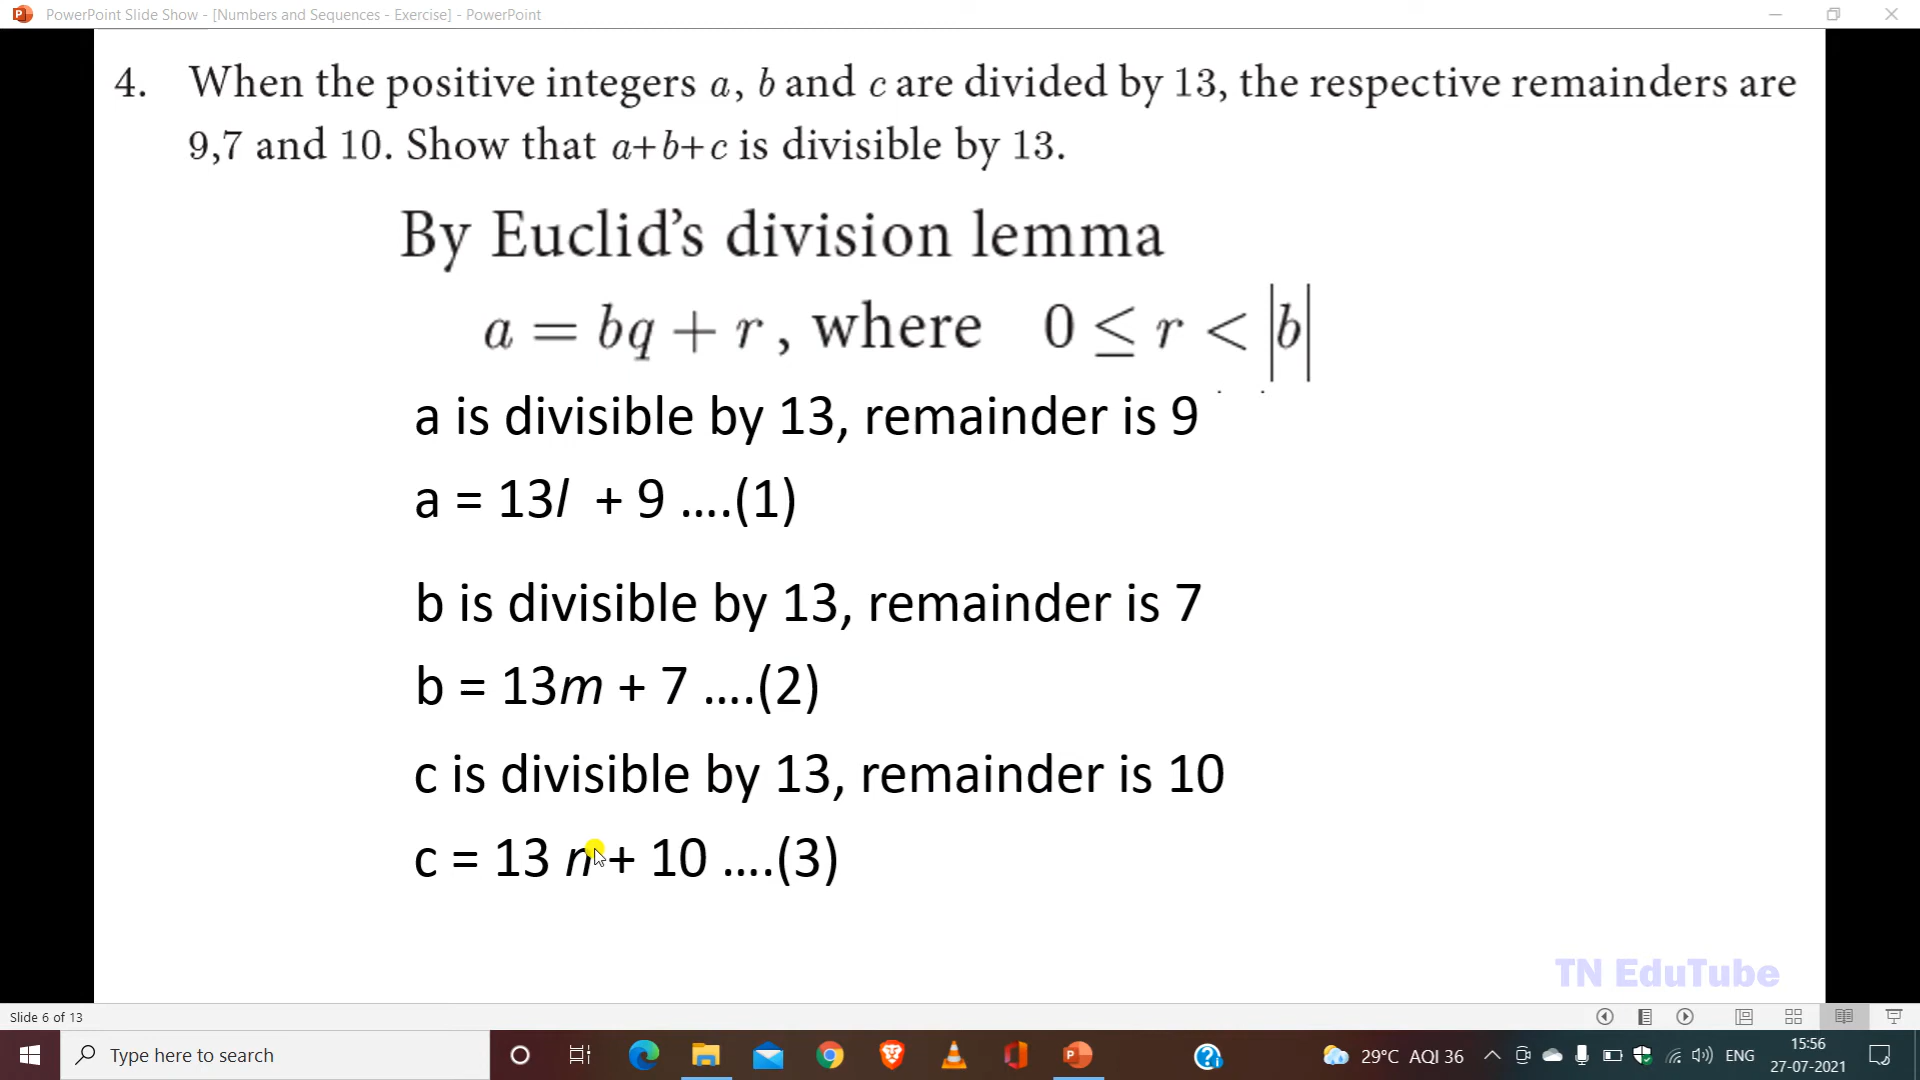 PowerPoint Slide Show - [Numbers and Sequences - Exercise] - PowerPoint
4. When the positive integers a, b and c are divided by 13, the respective remainders are
9,7 and 10. Show that a+b+c is divisible by 13.
By Euclid’s division lemma
a = bq + r , where 0 ≤ r < |b|
a is divisible by 13, remainder is 9
a = 13l + 9 ....(1)
b is divisible by 13, remainder is 7
b = 13m + 7 ....(2)
c is divisible by 13, remainder is 10
c = 13 n + 10 ....(3)
TN EduTube
Slide 6 of 13
Type here to search
29°C AQI 36
ENG
15:56
27-07-2021